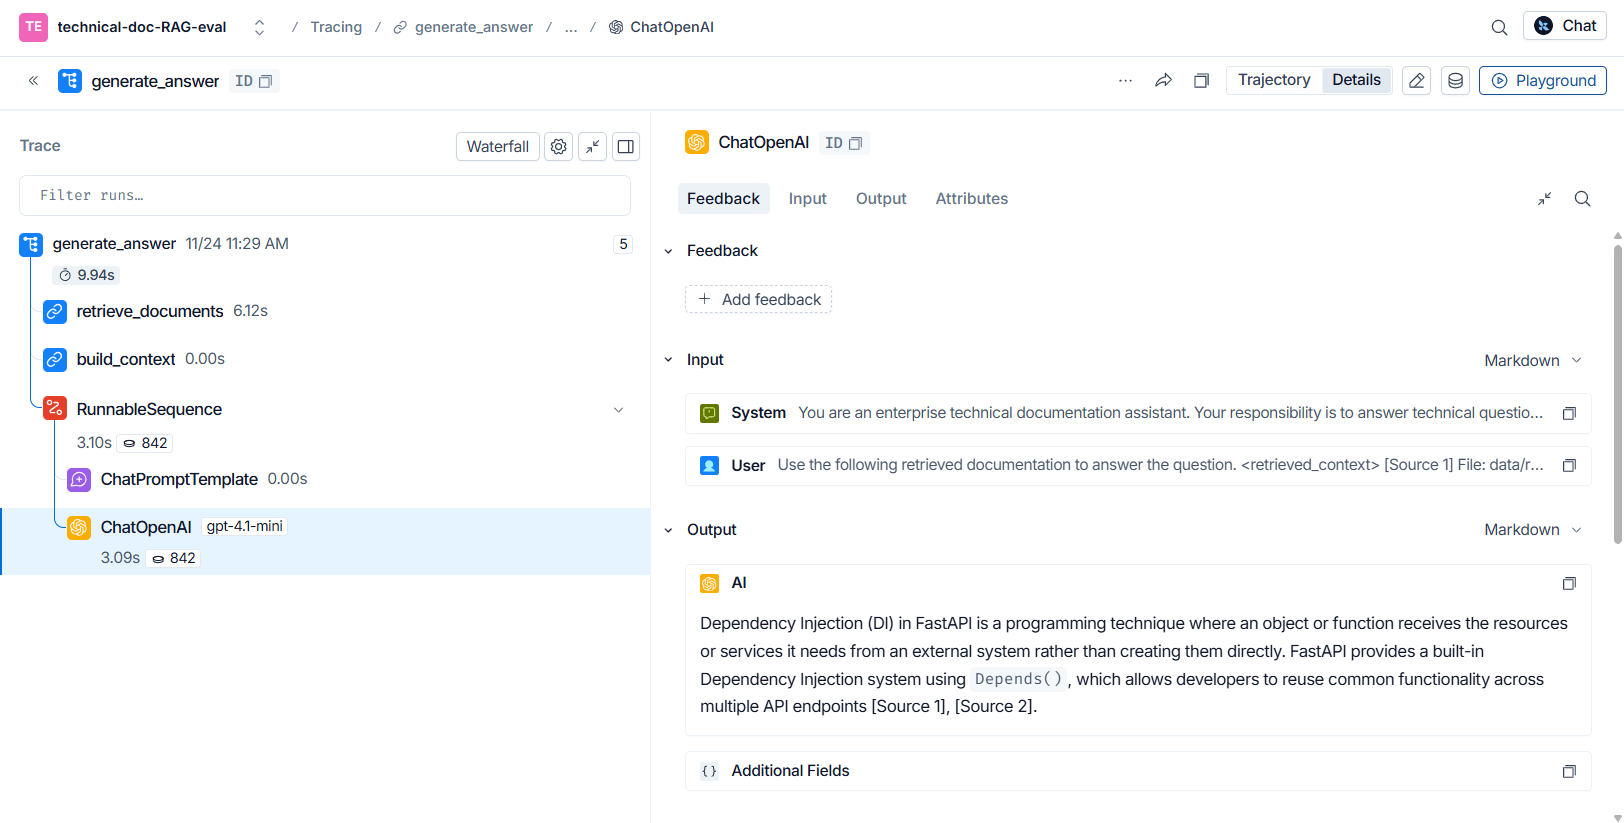 TE technical-doc-RAG-eval / Tracing / generate_answer / ... / ChatOpenAI Chat
generate_answer ID Trajectory Details Playground
Trace Waterfall
Filter runs…
generate_answer 11/24 11:29 AM 5
9.94s
retrieve_documents 6.12s
build_context 0.00s
RunnableSequence
3.10s 842
ChatPromptTemplate 0.00s
ChatOpenAI gpt-4.1-mini
3.09s 842
ChatOpenAI ID
Feedback Input Output Attributes
Feedback
+ Add feedback
Input Markdown
System You are an enterprise technical documentation assistant. Your responsibility is to answer technical questio...
User Use the following retrieved documentation to answer the question. <retrieved_context> [Source 1] File: data/r...
Output Markdown
AI
Dependency Injection (DI) in FastAPI is a programming technique where an object or function receives the resources
or services it needs from an external system rather than creating them directly. FastAPI provides a built-in
Dependency Injection system using Depends(), which allows developers to reuse common functionality across
multiple API endpoints [Source 1], [Source 2].
{} Additional Fields